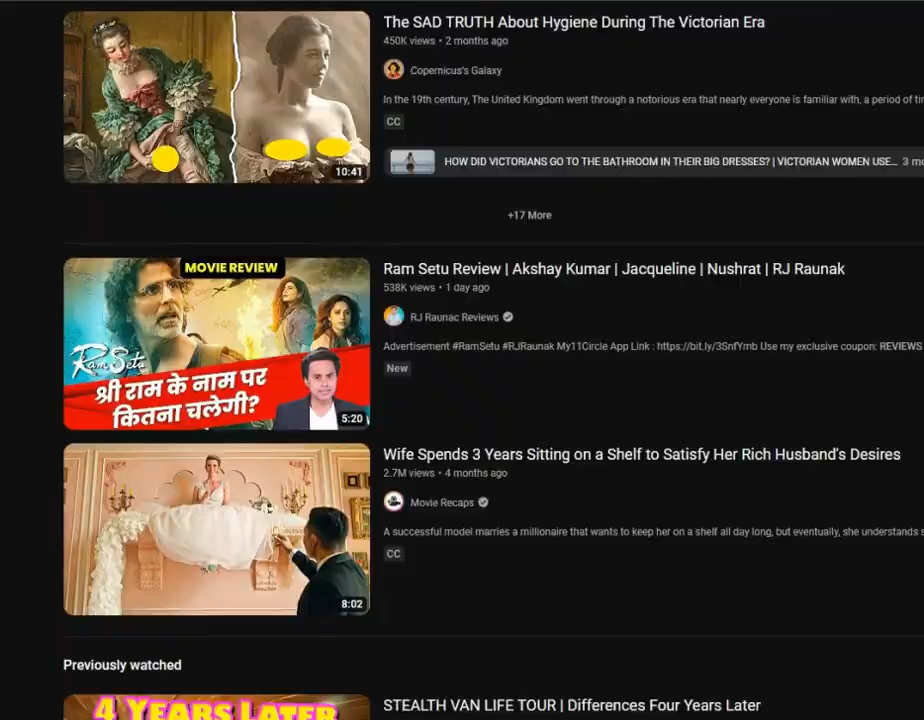 The SAD TRUTH About Hygiene During The Victorian Era
450K views • 2 months ago
Copernicus's Galaxy
In the 19th century, The United Kingdom went through a notorious era that nearly everyone is familiar with, a period of
CC
10:41
HOW DID VICTORIANS GO TO THE BATHROOM IN THEIR BIG DRESSES? | VICTORIAN WOMEN USE... 3
+17 More
MOVIE REVIEW
Ram Setu
श्री राम के नाम पर
कितना चलेगी?
5:20
Ram Setu Review | Akshay Kumar | Jacqueline | Nushrat | RJ Raunak
538K views • 1 day ago
RJ Raunac Reviews
Advertisement #RamSetu #RJRaunak My11Circle App Link : https://bit.ly/3SnfYmb Use my exclusive coupon: REVIEWS
New
Wife Spends 3 Years Sitting on a Shelf to Satisfy Her Rich Husband's Desires
2.7M views • 4 months ago
Movie Recaps
A successful model marries a millionaire that wants to keep her on a shelf all day long, but eventually, she understands
CC
8:02
Previously watched
4 YEARS LATER
STEALTH VAN LIFE TOUR | Differences Four Years Later